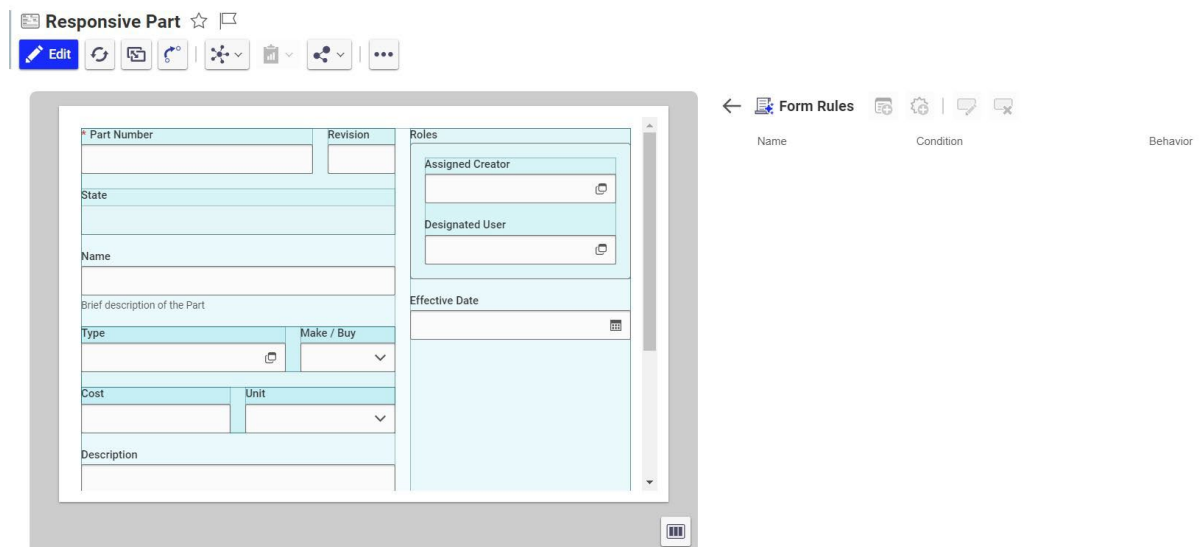 Responsive Part
Edit
Form Rules
Name Condition Behavior
* Part Number Revision
State
Name
Brief description of the Part
Type Make / Buy
Cost Unit
Description
Roles
Assigned Creator
Designated User
Effective Date